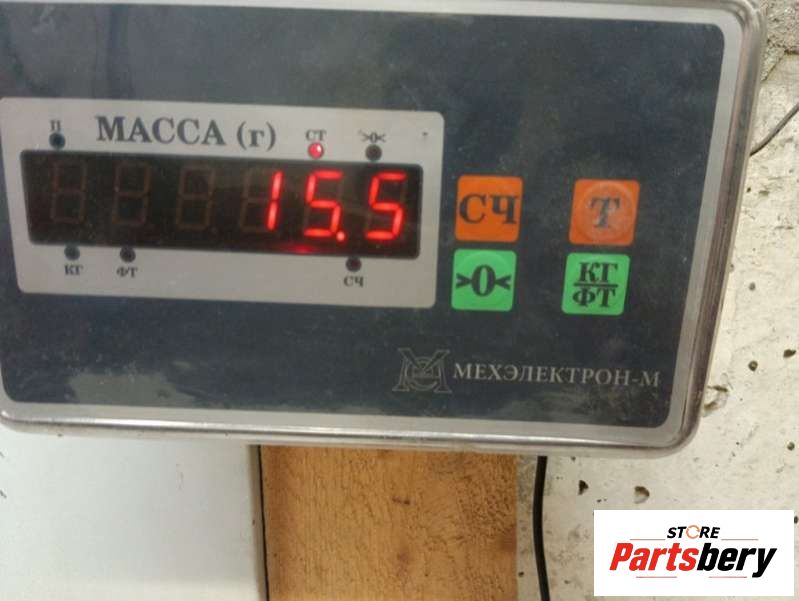 МАССА (г)
П
СТ
>0<
15.5
КГ
ФТ
СЧ
СЧ
Т
>0<
КГ
ФТ
МЕХЭЛЕКТРОН-М
STORE
Partsbery